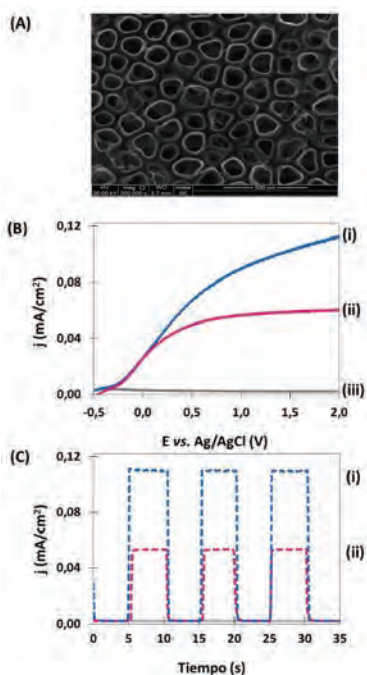 (A)
(B)
0,12
0,08
0,04
0,00
j (mA/cm²)
(i)
(ii)
(iii)
-0,5 0,0 0,5 1,0 1,5 2,0
E vs. Ag/AgCl (V)
(C)
0,12
0,08
0,04
0,00
j (mA/cm²)
(i)
(ii)
0 5 10 15 20 25 30 35
Tiempo (s)